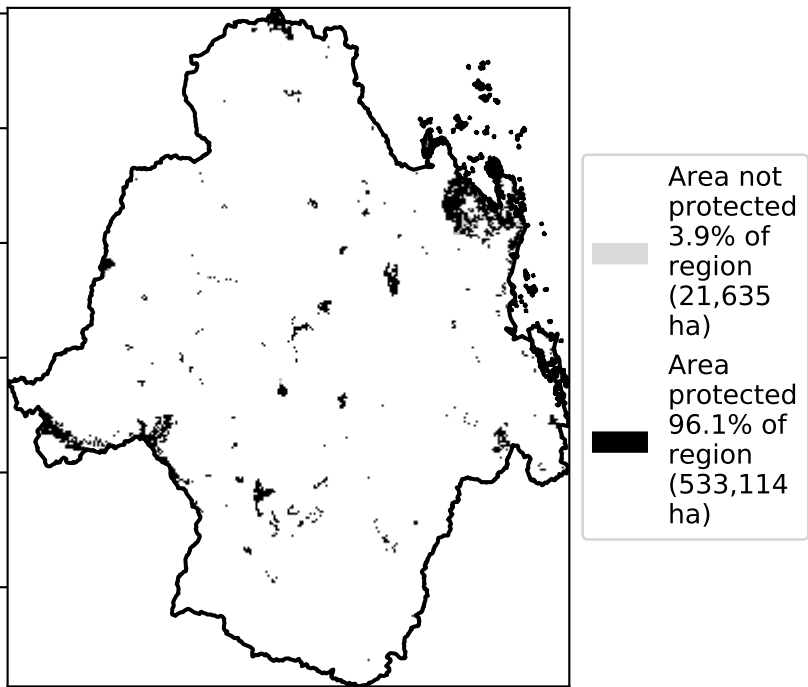 Area not
protected
3.9% of
region
(21,635
ha)
Area
protected
96.1% of
region
(533,114
ha)